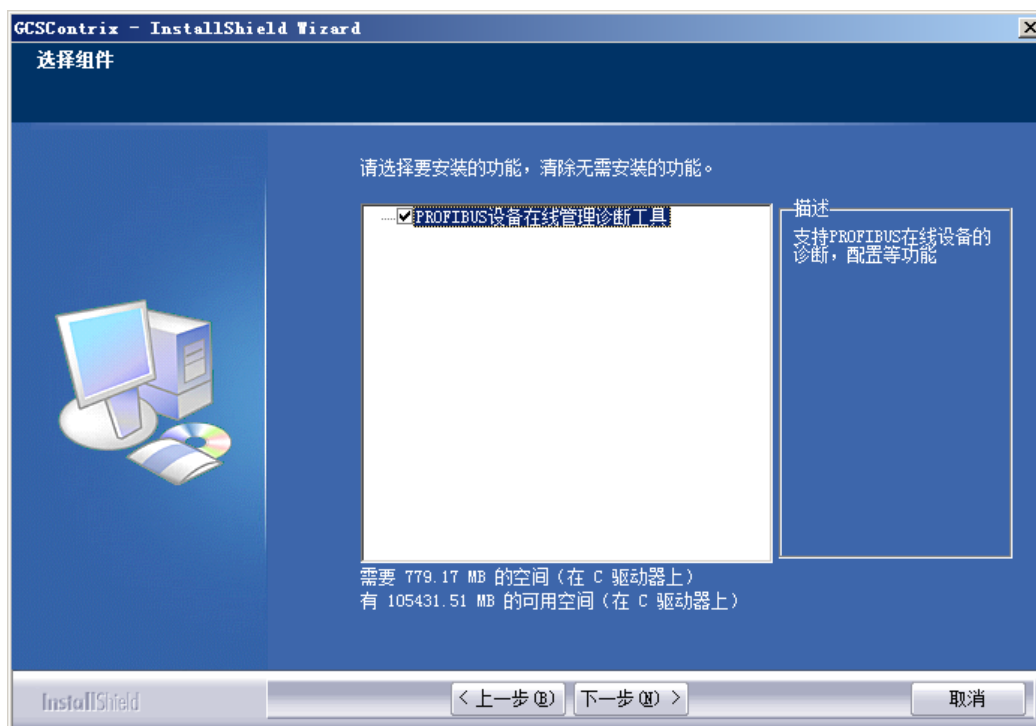 GCSContrix - InstallShield Wizard
选择组件
请选择要安装的功能，清除无需安装的功能。
PROFIBUS设备在线管理诊断工具
描述
支持PROFIBUS在线设备的
诊断，配置等功能
需要 779.17 MB 的空间（在 C 驱动器上）
有 105431.51 MB 的可用空间（在 C 驱动器上）
InstallShield
< 上一步(B)
下一步(N) >
取消